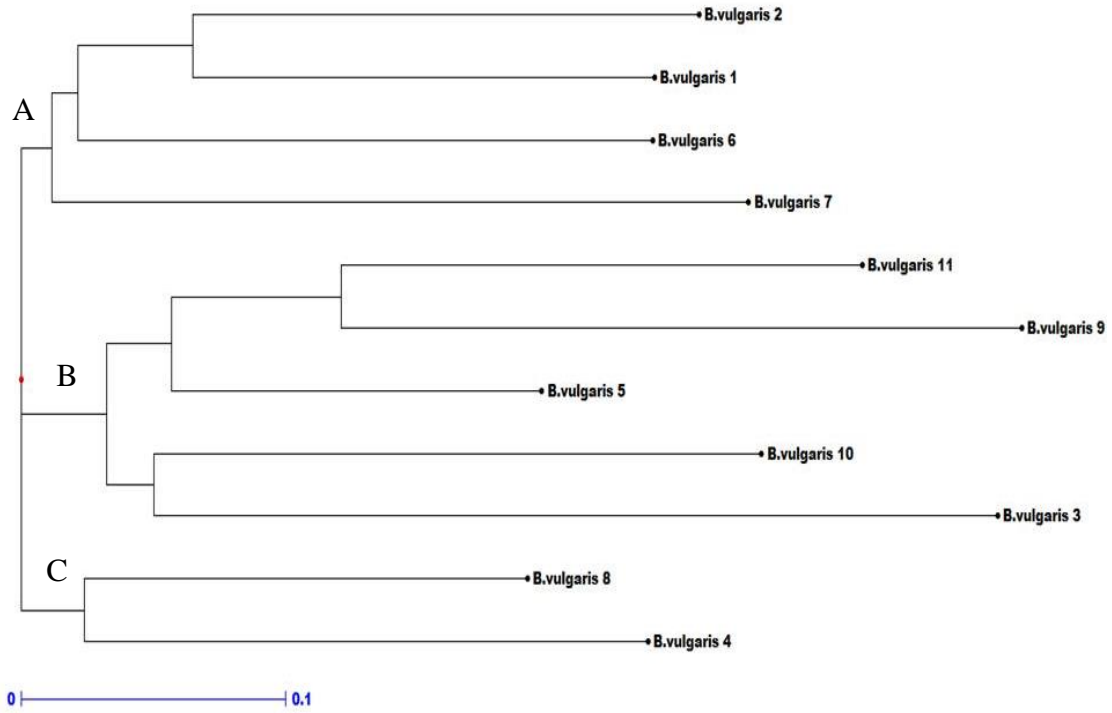 B.vulgaris 2
B.vulgaris 1
A
B.vulgaris 6
B.vulgaris 7
B.vulgaris 11
B.vulgaris 9
B
B.vulgaris 5
B.vulgaris 10
B.vulgaris 3
C
B.vulgaris 8
B.vulgaris 4
0 0.1